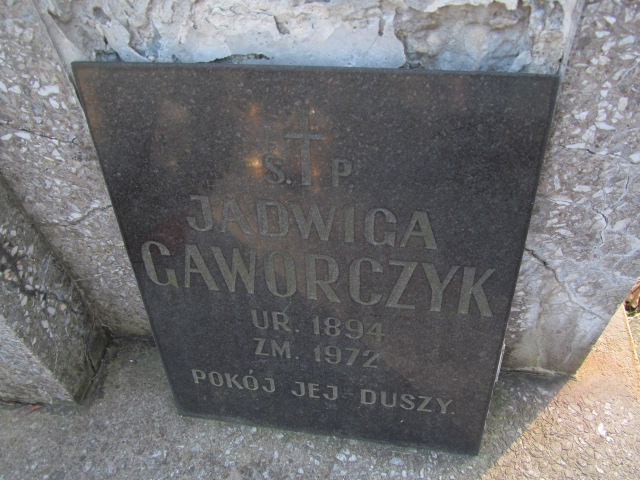 Ś. P.
JADWIGA
GAWORCZYK
UR. 1894
ZM. 1972
POKÓJ JEJ DUSZY.